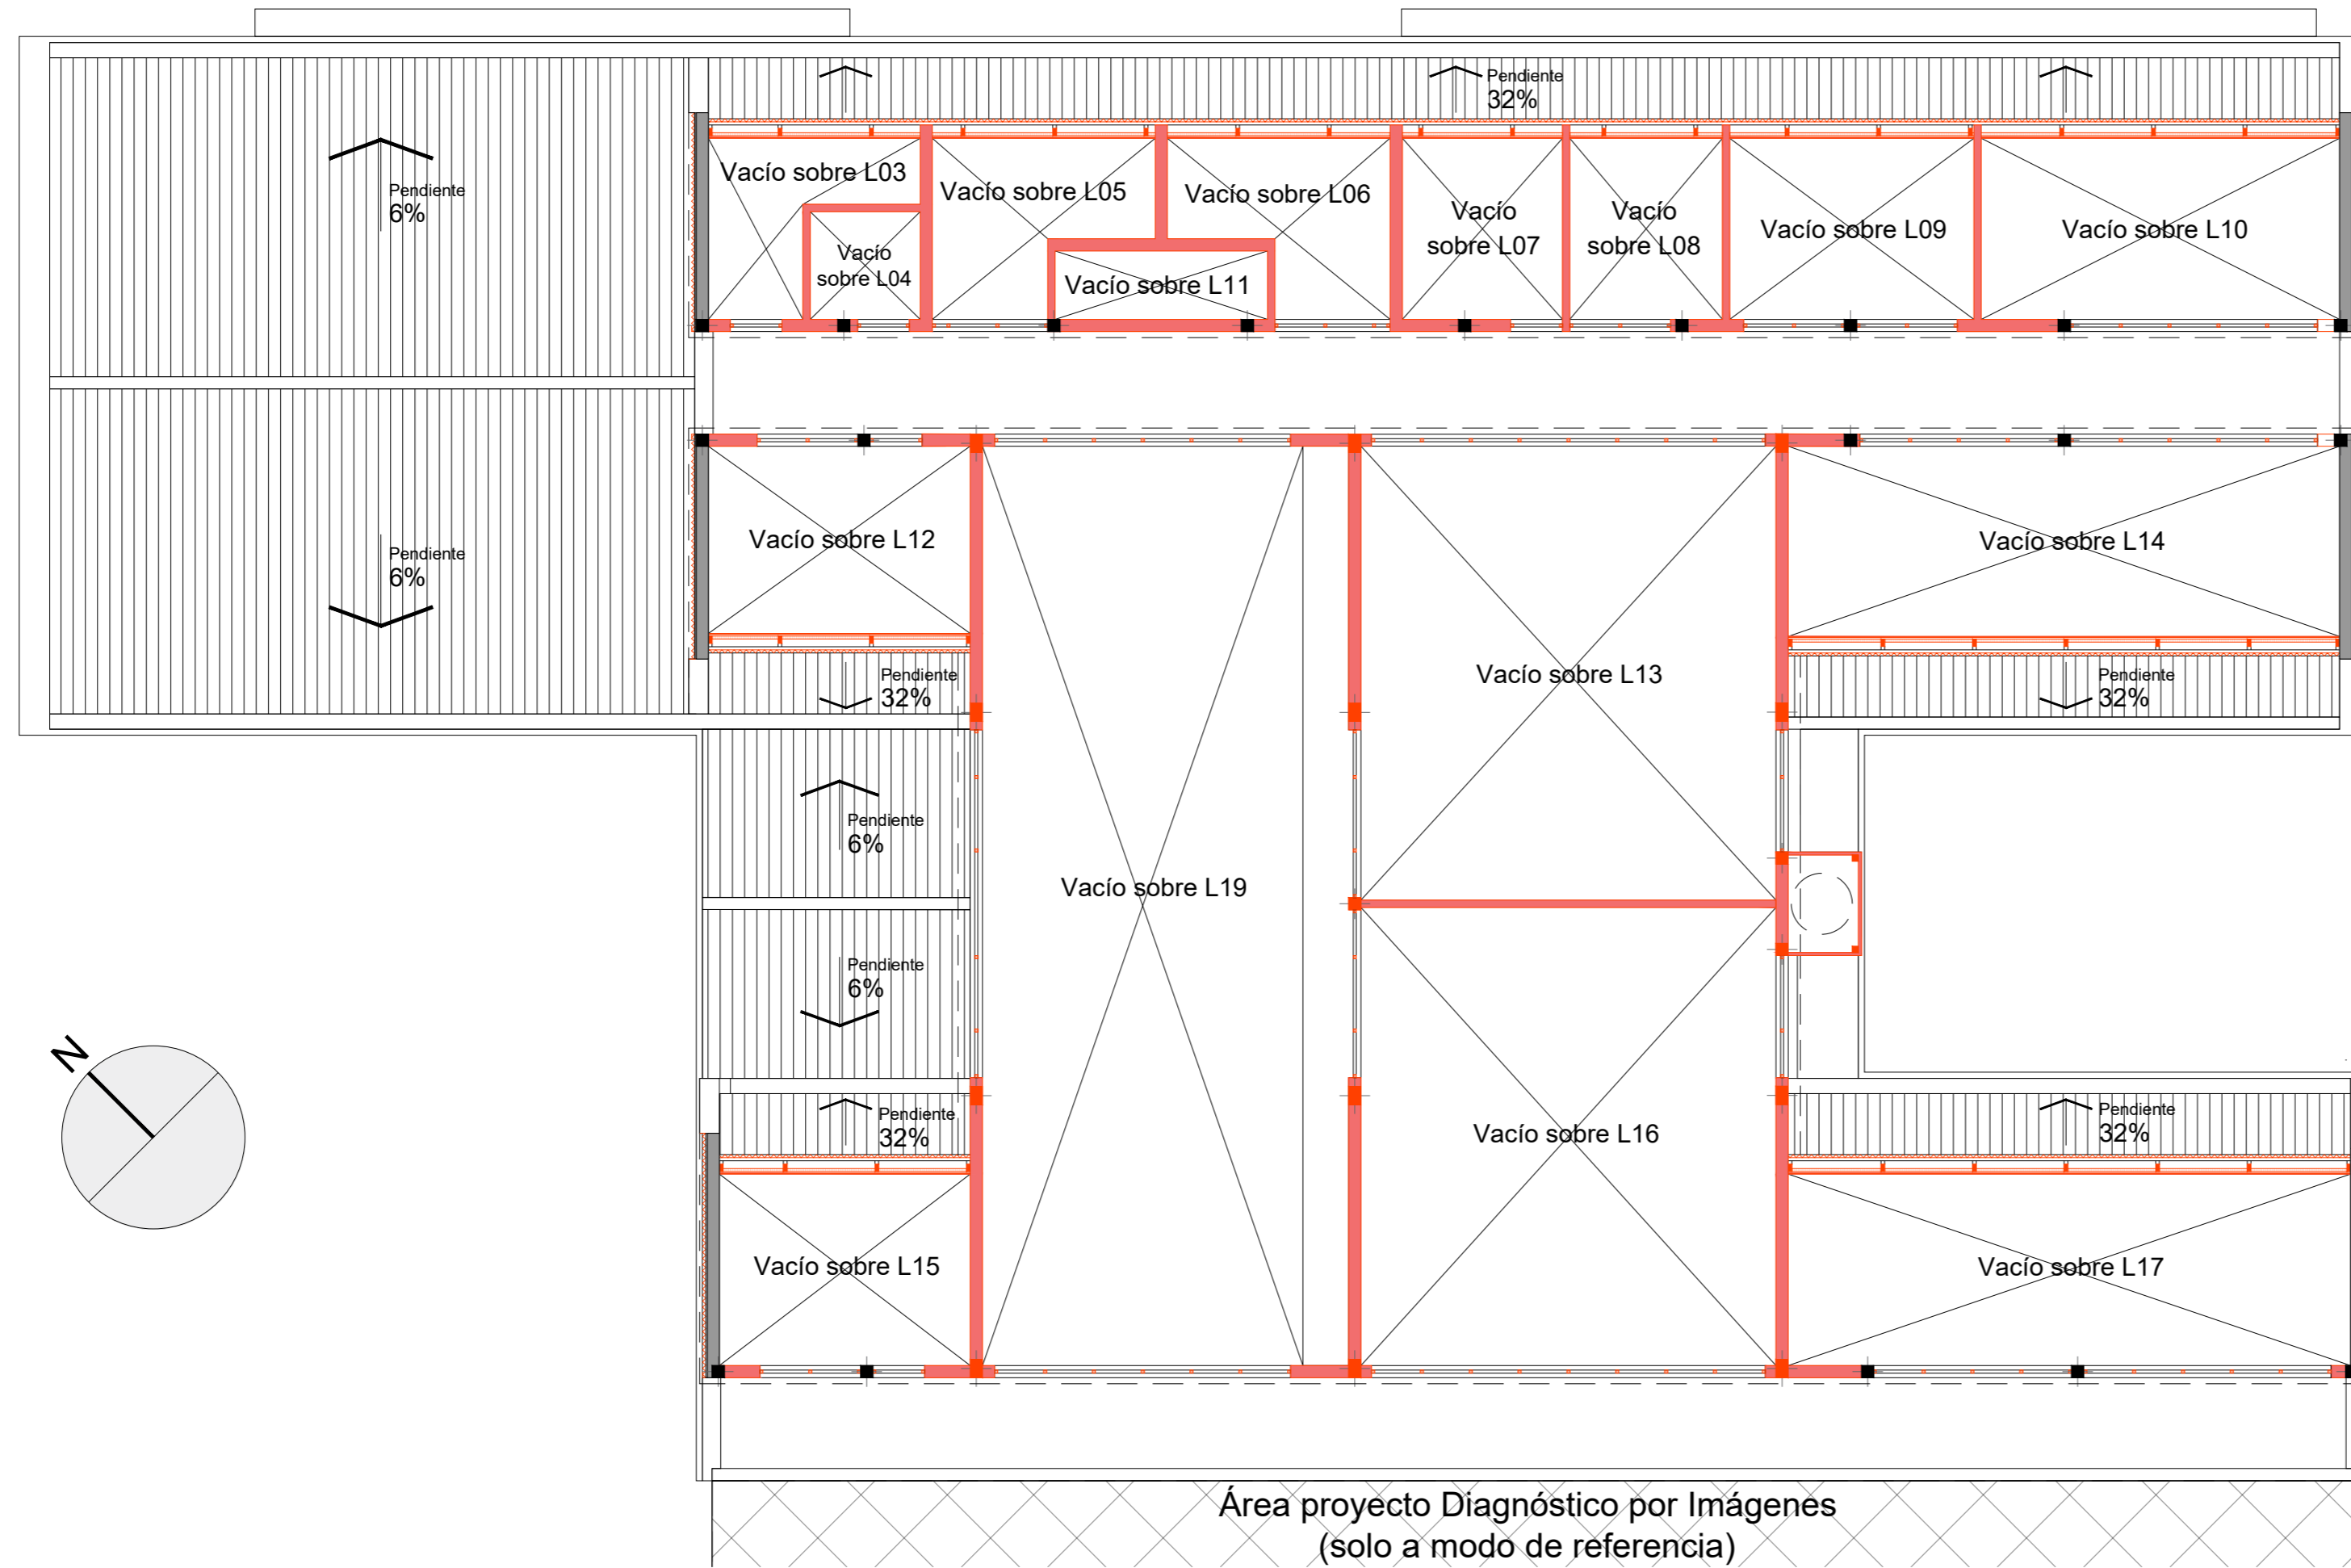 Pendiente
32%
Pendiente
6%
Vacío sobre L03
Vacío sobre L05
Vacío sobre L06
Vacío
sobre L07
Vacío
sobre L08
Vacío sobre L09
Vacío sobre L10
Vacío
sobre L04
Vacío sobre L11
Pendiente
6%
Vacío sobre L12
Vacío sobre L14
Pendiente
32%
Vacío sobre L13
Pendiente
32%
Pendiente
6%
Vacío sobre L19
Pendiente
6%
N
Pendiente
32%
Vacío sobre L16
Pendiente
32%
Vacío sobre L15
Vacío sobre L17
Área proyecto Diagnóstico por Imágenes
(solo a modo de referencia)